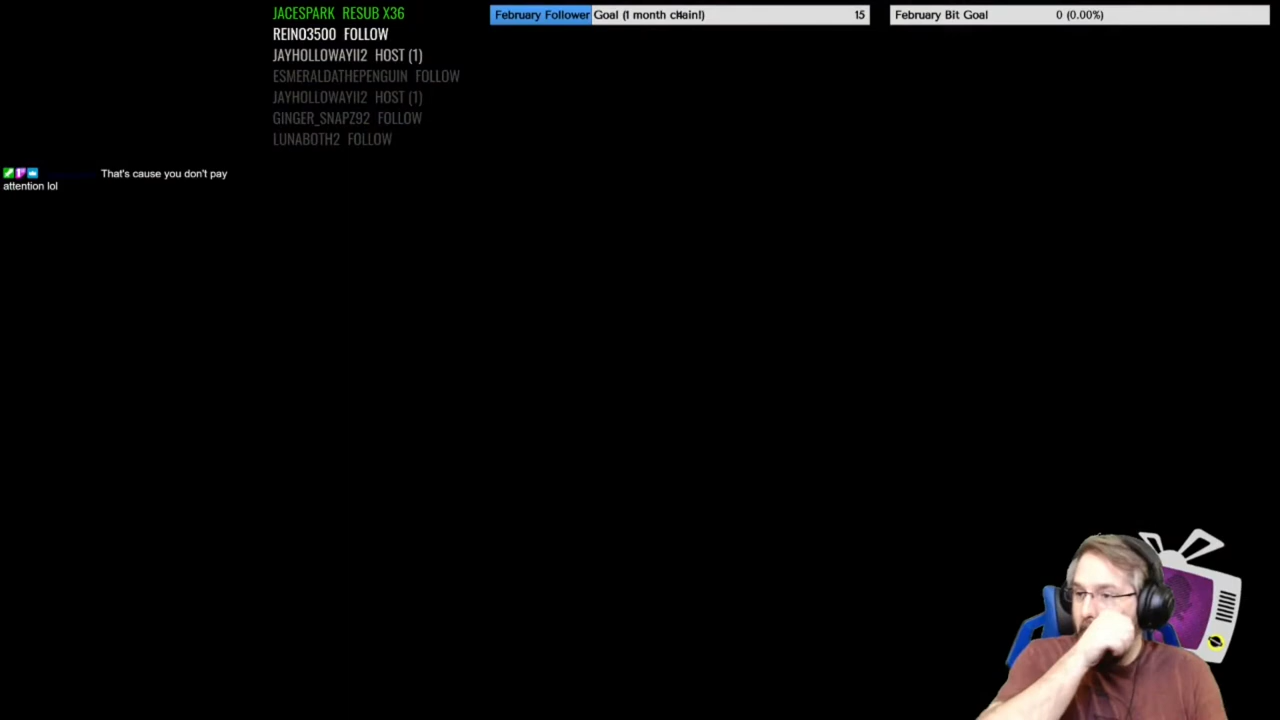 JACESPARK RESUB X36
REINO3500 FOLLOW
JAYHOLLOWAYII2 HOST (1)
ESMERALDATHEPENGUIN FOLLOW
JAYHOLLOWAYII2 HOST (1)
GINGER_SNAPZ92 FOLLOW
LUNABOTH2 FOLLOW
February Follower Goal (1 month chain!) 15
February Bit Goal 0 (0.00%)
That's cause you don't pay
attention lol